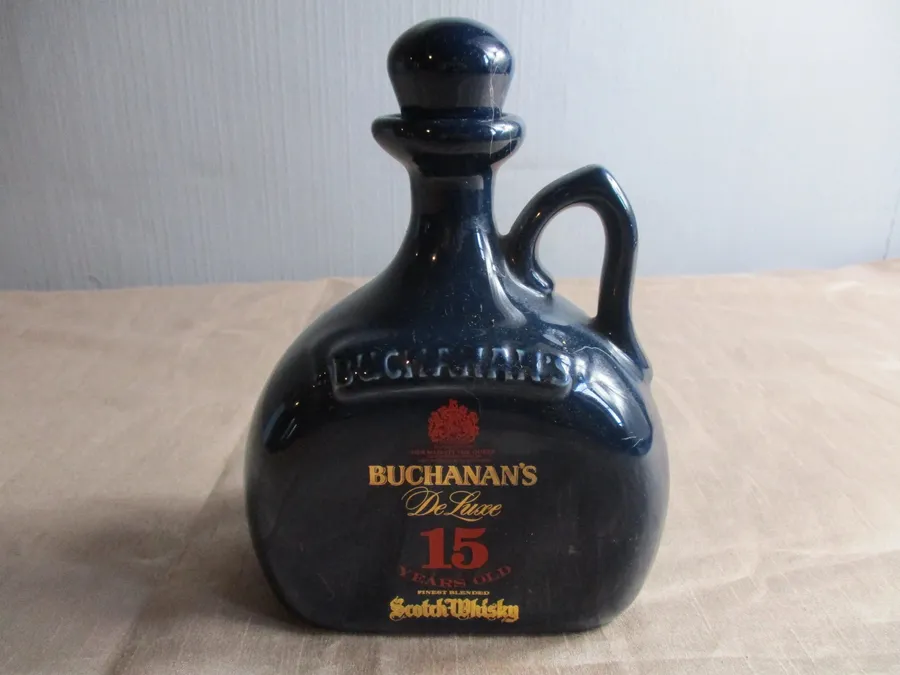 BUCHANAN'S
BUCHANAN'S
De Luxe
15
YEARS OLD
FINEST BLENDED
Scotch Whisky